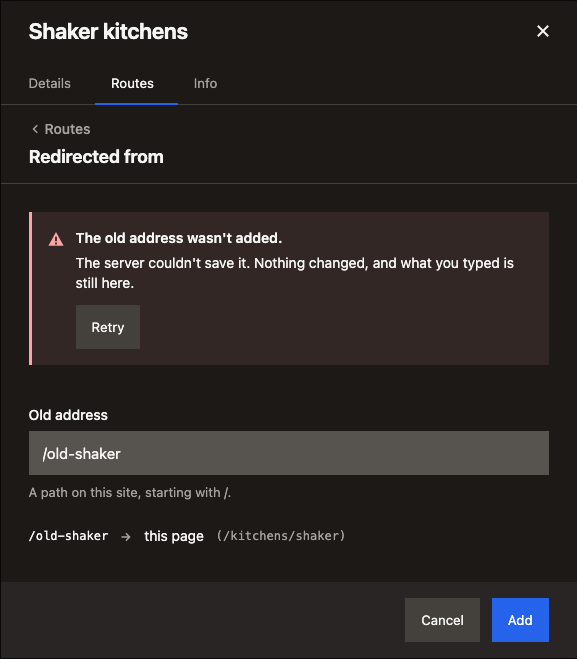 Shaker kitchens
Details Routes Info
Routes
Redirected from
The old address wasn't added.
The server couldn't save it. Nothing changed, and what you typed is
still here.
Retry
Old address
/old-shaker
A path on this site, starting with /.
/old-shaker → this page (/kitchens/shaker)
Cancel Add